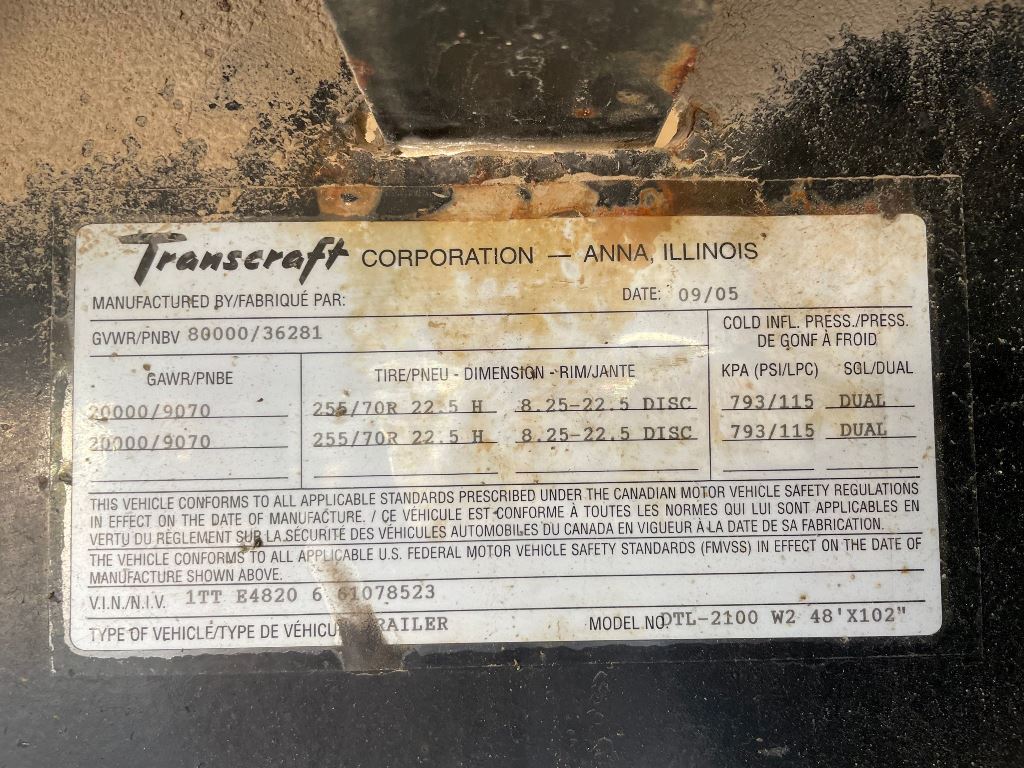 Transcraft CORPORATION — ANNA, ILLINOIS
MANUFACTURED BY/FABRIQUÉ PAR: DATE: 09/05
GVWR/PNBV 80000/36281
COLD INFL. PRESS./PRESS.
DE GONF À FROID
GAWR/PNBE TIRE/PNEU - DIMENSION - RIM/JANTE KPA (PSI/LPC) SGL/DUAL
20000/9070 255/70R 22.5 H 8.25-22.5 DISC 793/115 DUAL
20000/9070 255/70R 22.5 H 8.25-22.5 DISC 793/115 DUAL
THIS VEHICLE CONFORMS TO ALL APPLICABLE STANDARDS PRESCRIBED UNDER THE CANADIAN MOTOR VEHICLE SAFETY REGULATIONS
IN EFFECT ON THE DATE OF MANUFACTURE. / CE VÉHICULE EST CONFORME À TOUTES LES NORMES QUI LUI SONT APPLICABLES EN
VERTU DU RÈGLEMENT SUR LA SÉCURITÉ DES VÉHICULES AUTOMOBILES DU CANADA EN VIGUEUR À LA DATE DE SA FABRICATION.
THE VEHICLE CONFORMS TO ALL APPLICABLE U.S. FEDERAL MOTOR VEHICLE SAFETY STANDARDS (FMVSS) IN EFFECT ON THE DATE OF
MANUFACTURE SHOWN ABOVE.
V.I.N./N.I.V. 1TT E4820 6 61078523
TYPE OF VEHICLE/TYPE DE VÉHICU RAILER MODEL NO. DTL-2100 W2 48'X102"